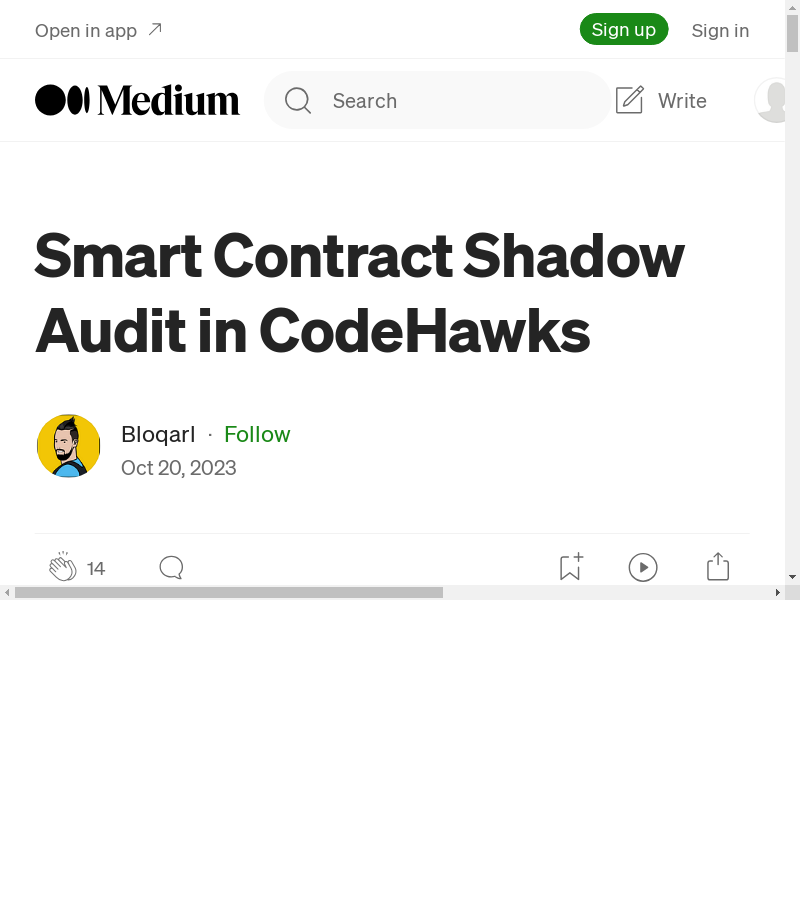 Open in app
Sign up
Sign in
Medium
Search
Write
Smart Contract Shadow
Audit in CodeHawks
Bloqarl · Follow
Oct 20, 2023
14